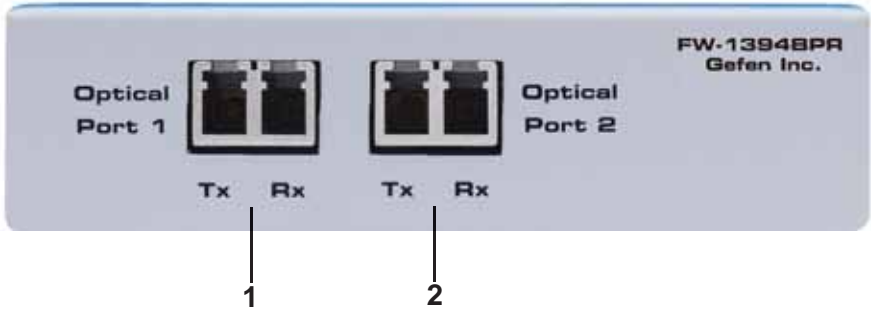 FW-1394BPR
Gefen Inc.
Optical
Port 1
Optical
Port 2
Tx Rx
Tx Rx
1
2